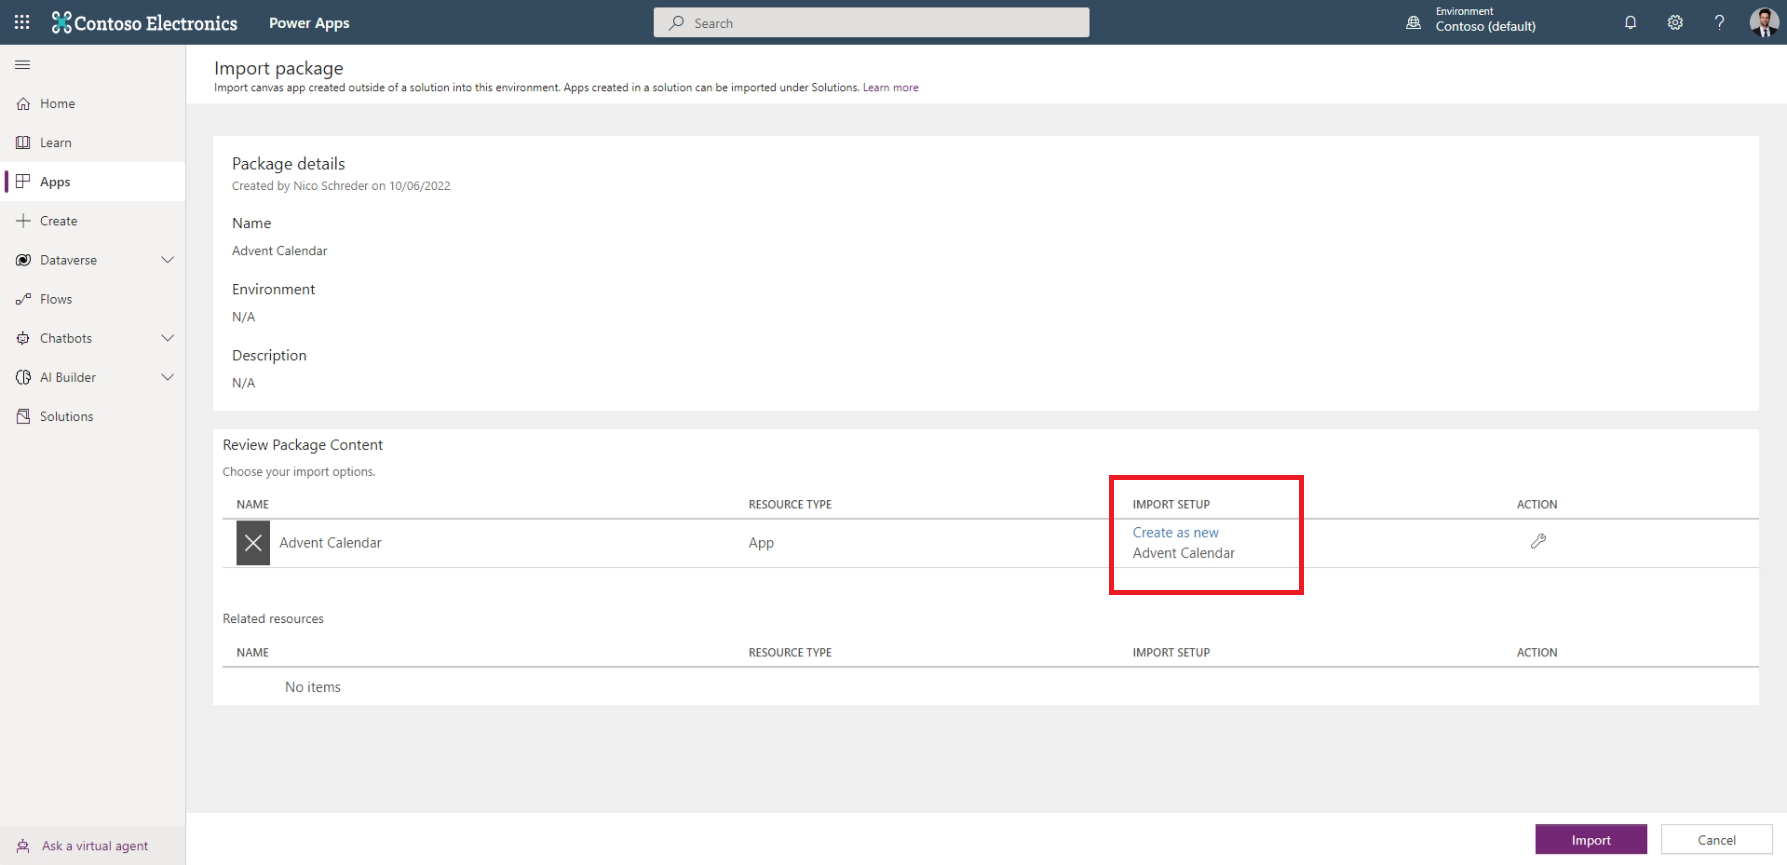 Contoso Electronics
Power Apps
Search
Environment
Contoso (default)
Home
Learn
Apps
Create
Dataverse
Flows
Chatbots
AI Builder
Solutions
Ask a virtual agent
Import package
Import canvas app created outside of a solution into this environment. Apps created in a solution can be imported under Solutions. Learn more
Package details
Created by Nico Schreder on 10/06/2022
Name
Advent Calendar
Environment
N/A
Description
N/A
Review Package Content
Choose your import options.
NAME RESOURCE TYPE IMPORT SETUP ACTION
Advent Calendar App Create as new
Advent Calendar
Related resources
NAME RESOURCE TYPE IMPORT SETUP ACTION
No items
Import Cancel